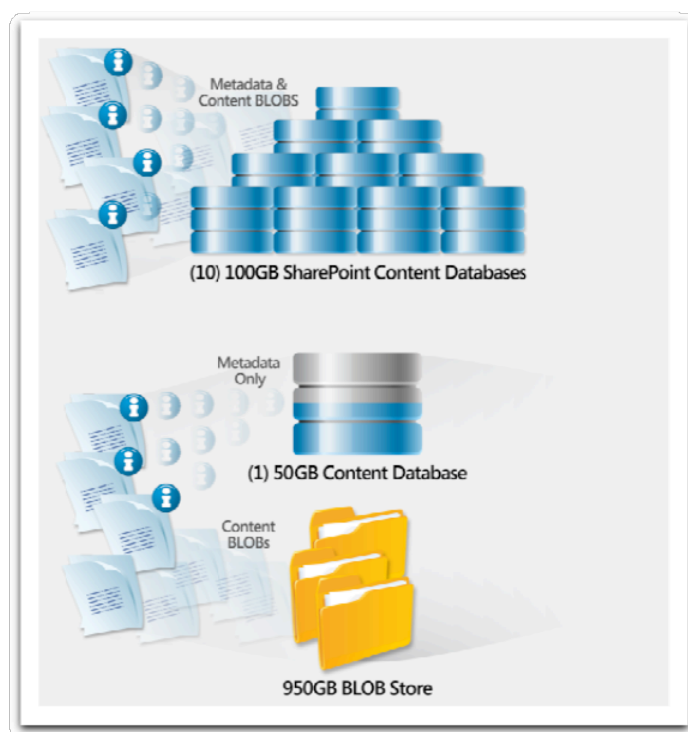 Metadata &
Content BLOBS
(10) 100GB SharePoint Content Databases
Metadata
Only
(1) 50GB Content Database
Content
BLOBs
950GB BLOB Store